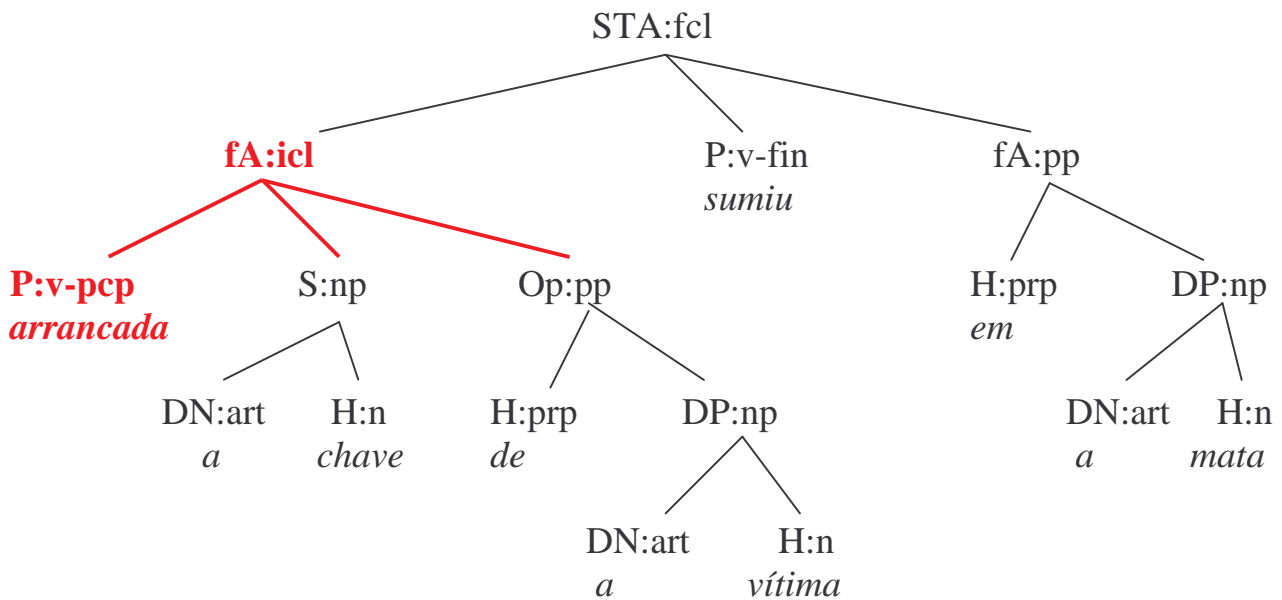 STA:fcl
fA:icl P:v-fin fA:pp
sumiu
P:v-pcp S:np Op:pp H:prp DP:np
arrancada em
DN:art H:n H:prp DP:np DN:art H:n
a chave de a mata
DN:art H:n
a vítima